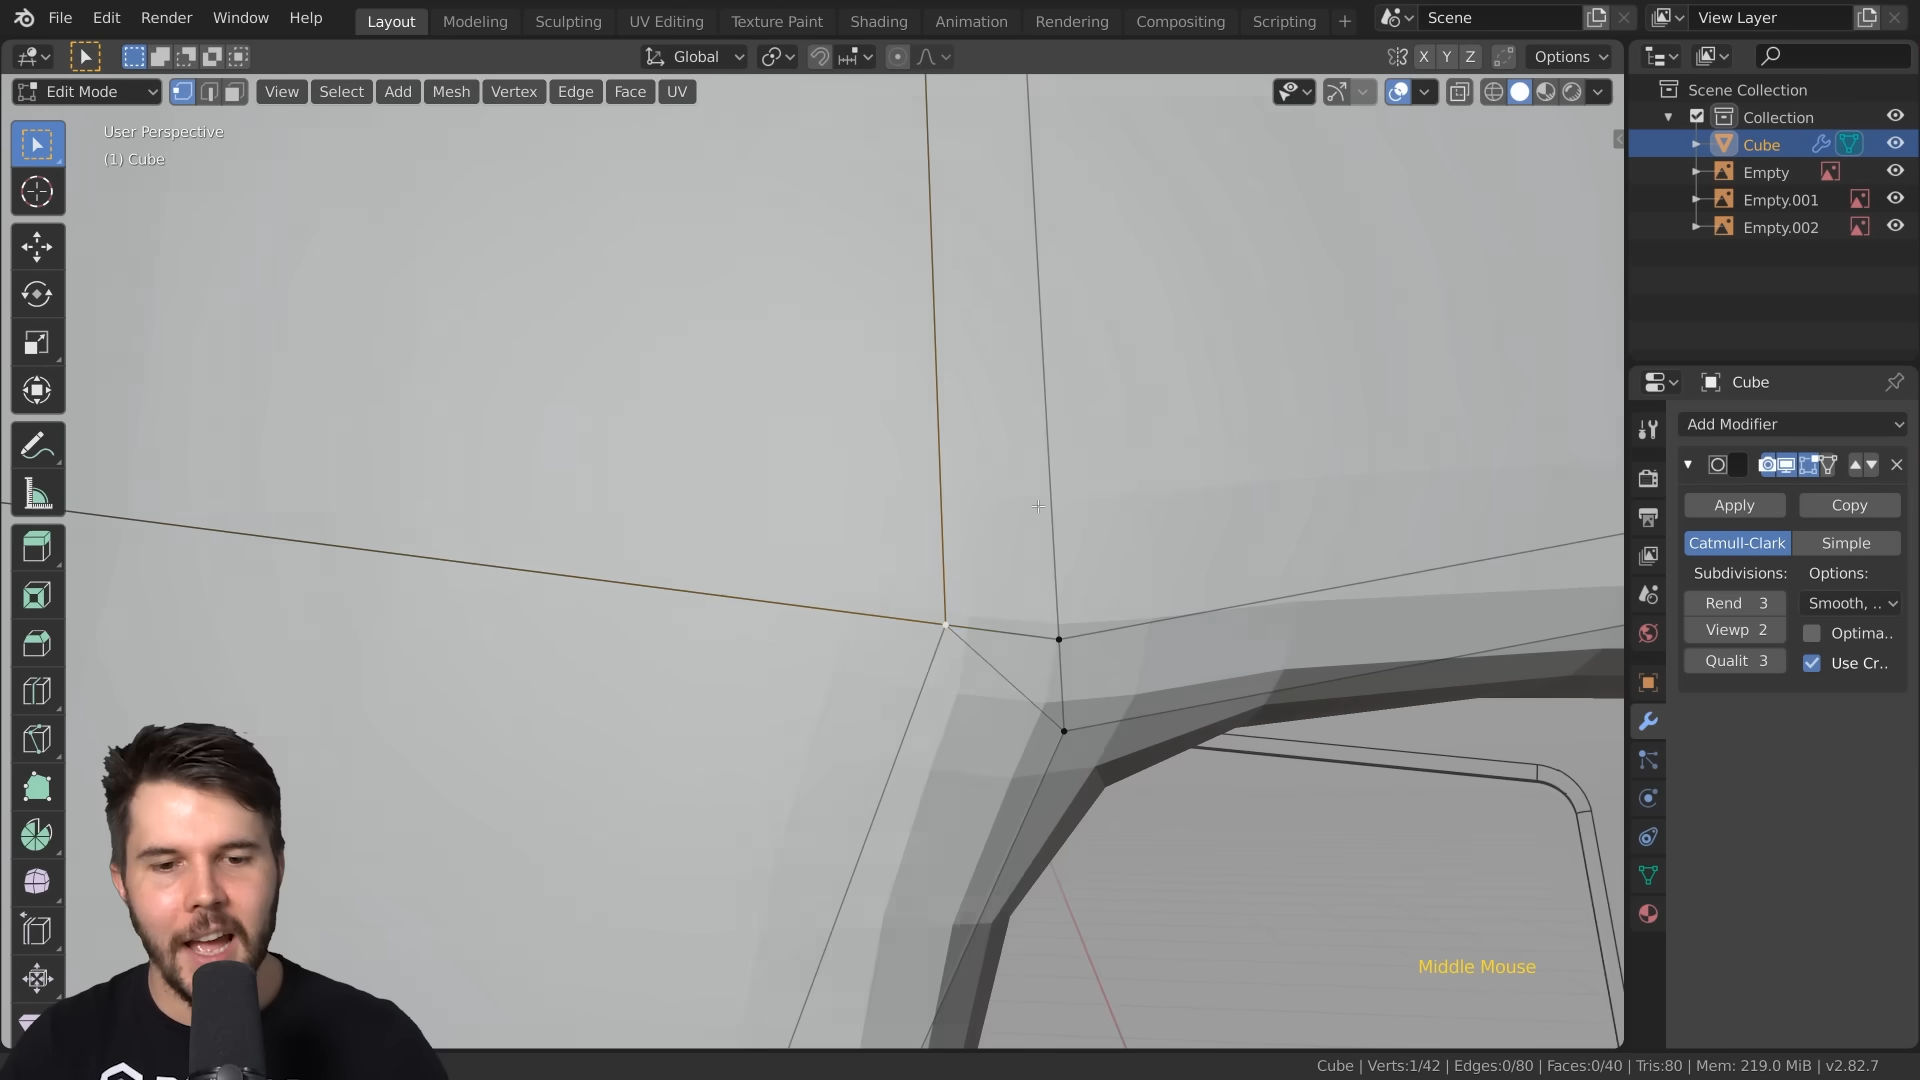 File Edit Render Window Help
Layout Modeling Sculpting UV Editing Texture Paint Shading Animation Rendering Compositing Scripting +
Scene
View Layer
Global
X Y Z
Options
Edit Mode
View Select Add Mesh Vertex Edge Face UV
User Perspective
(1) Cube
Scene Collection
Collection
Cube
Empty
Empty.001
Empty.002
Cube
Add Modifier
Apply Copy
Catmull-Clark Simple
Subdivisions: Options:
Rend 3 Smooth, ..
Viewp 2 Optima..
Qualit 3 Use Cr..
Middle Mouse
Cube | Verts:1/42 | Edges:0/80 | Faces:0/40 | Tris:80 | Mem: 219.0 MiB | v2.82.7